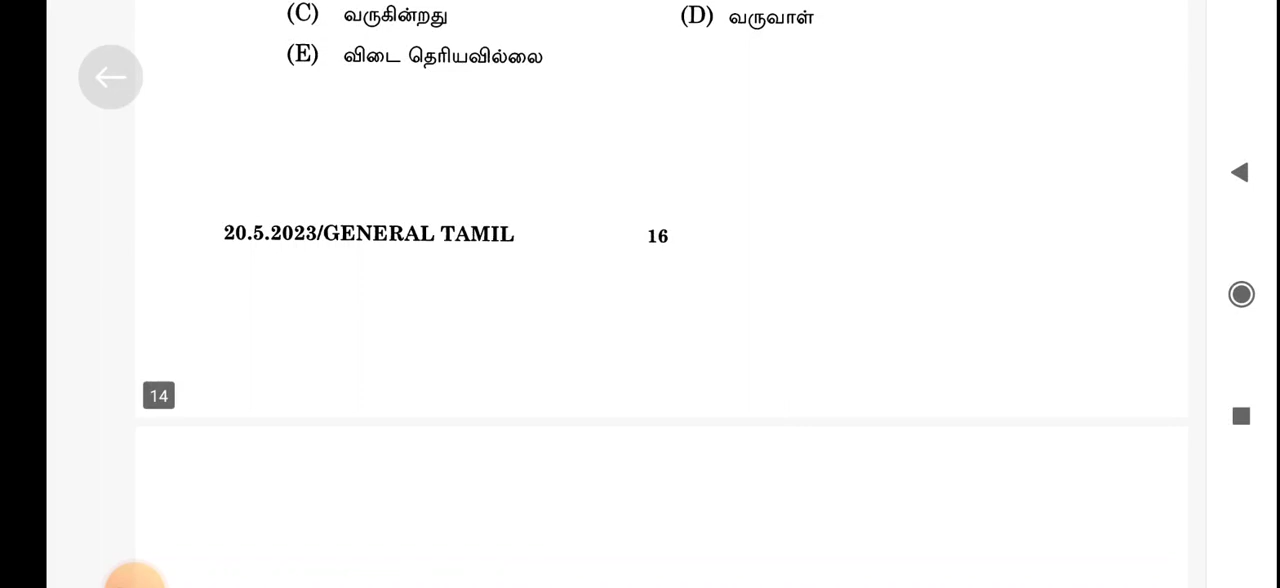 (C) வருகின்றது (D) வருவாள்
(E) விடை தெரியவில்லை
20.5.2023/GENERAL TAMIL 16
14